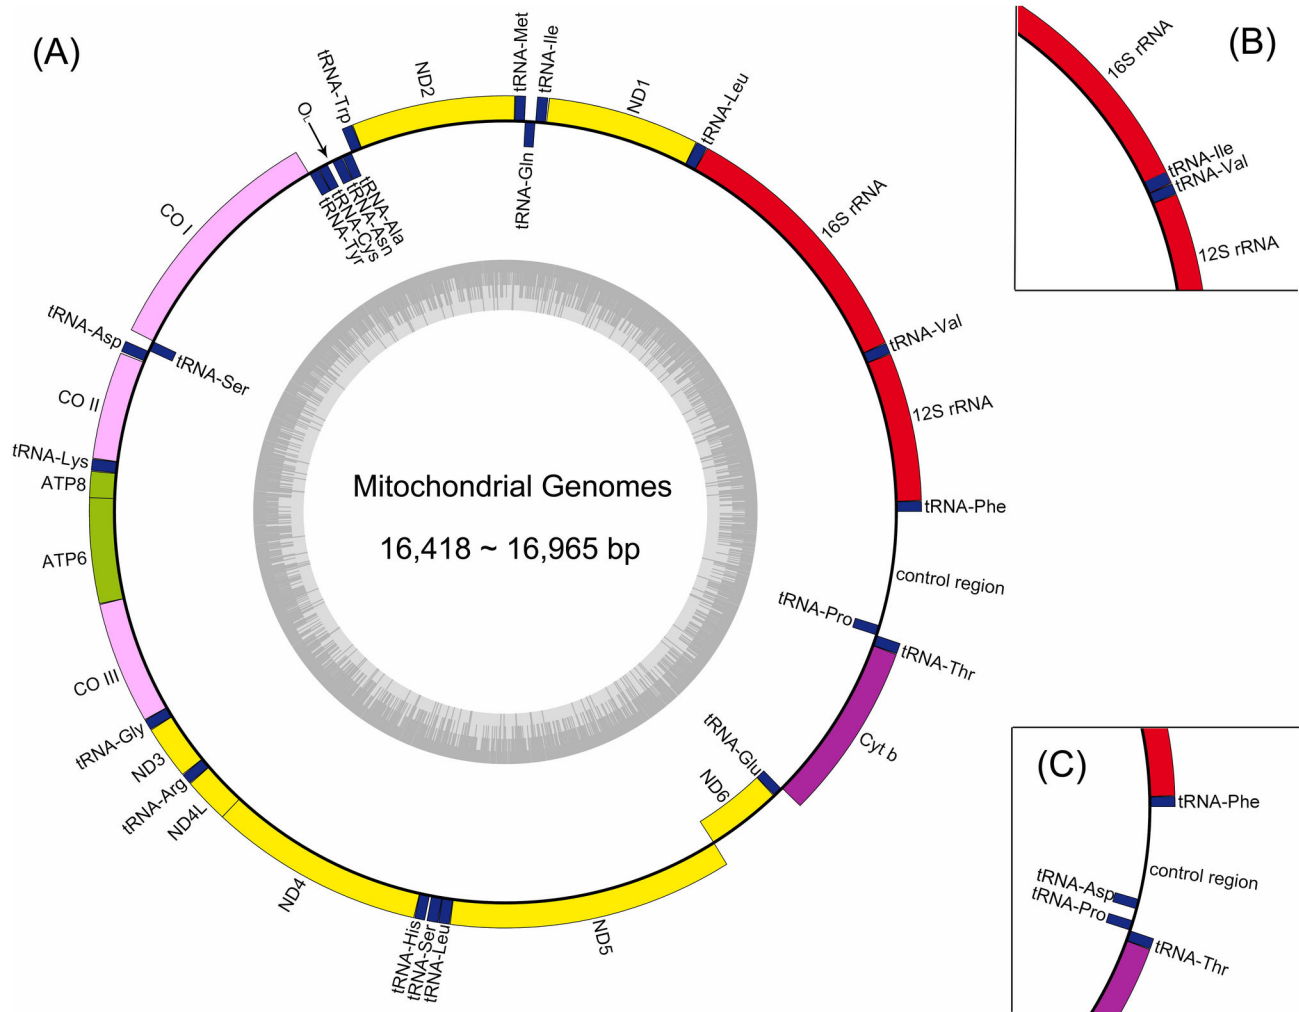 (A)
tRNA-Met
tRNA-Ile
tRNA-Trp
ND2
ND1
tRNA-Leu
OL
tRNA-Gln
tRNA-Ala
tRNA-Asn
tRNA-Cys
tRNA-Tyr
16S rRNA
CO I
tRNA-Asp
tRNA-Ser
tRNA-Val
CO II
12S rRNA
tRNA-Lys
ATP8
Mitochondrial Genomes
tRNA-Phe
16,418 ~ 16,965 bp
ATP6
control region
tRNA-Pro
tRNA-Thr
CO III
tRNA-Gly
tRNA-Glu
Cyt b
ND3
tRNA-Arg
ND6
ND4L
ND4
tRNA-His
tRNA-Ser
tRNA-Leu
ND5
(B)
16S rRNA
tRNA-Ile
tRNA-Val
12S rRNA
(C)
tRNA-Phe
control region
tRNA-Asp
tRNA-Pro
tRNA-Thr